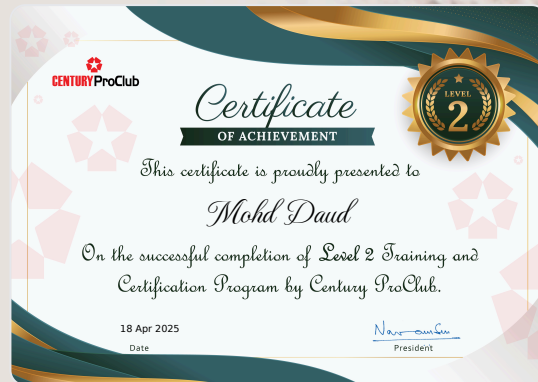 CENTURY ProClub
Certificate
OF ACHIEVEMENT
LEVEL
2
This certificate is proudly presented to
Mohd Daud
On the successful completion of Level 2 Training and
Certification Program by Century ProClub.
18 Apr 2025
Date
President